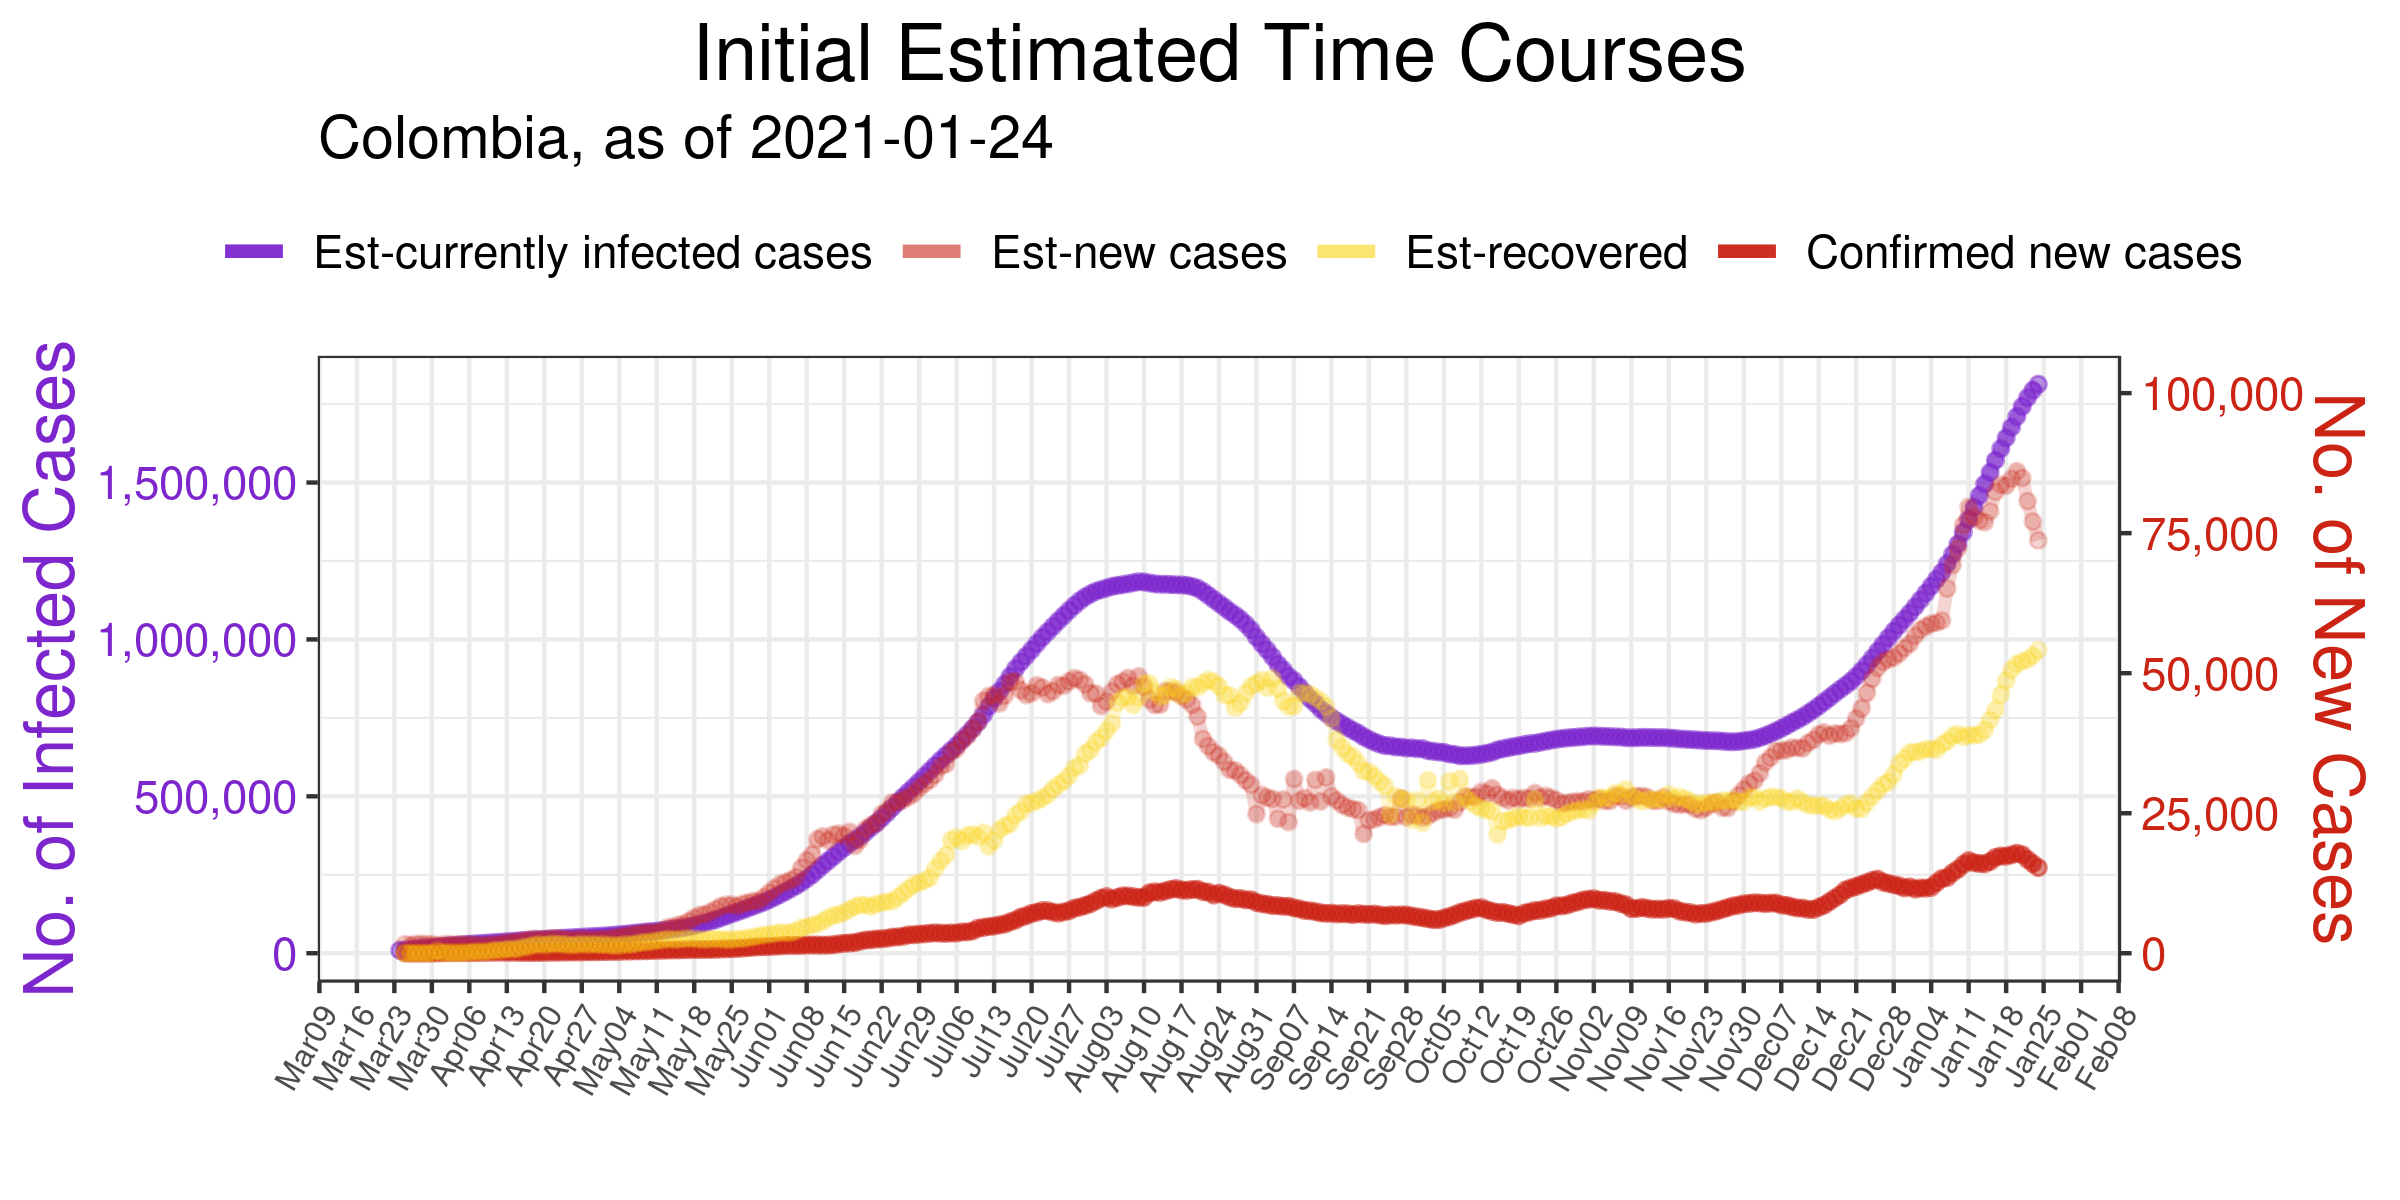 Initial Estimated Time Courses
Colombia, as of 2021-01-24
Est-currently infected cases
Est-new cases
Est-recovered
Confirmed new cases
No. of Infected Cases
1,500,000
1,000,000
500,000
0
100,000
75,000
50,000
25,000
0
No. of New Cases
Mar09
Mar16
Mar23
Mar30
Apr06
Apr13
Apr20
Apr27
May04
May11
May18
May25
Jun01
Jun08
Jun15
Jun22
Jun29
Jul06
Jul13
Jul20
Jul27
Aug03
Aug10
Aug17
Aug24
Aug31
Sep07
Sep14
Sep21
Sep28
Oct05
Oct12
Oct19
Oct26
Nov02
Nov09
Nov16
Nov23
Nov30
Dec07
Dec14
Dec21
Dec28
Jan04
Jan11
Jan18
Jan25
Feb01
Feb08